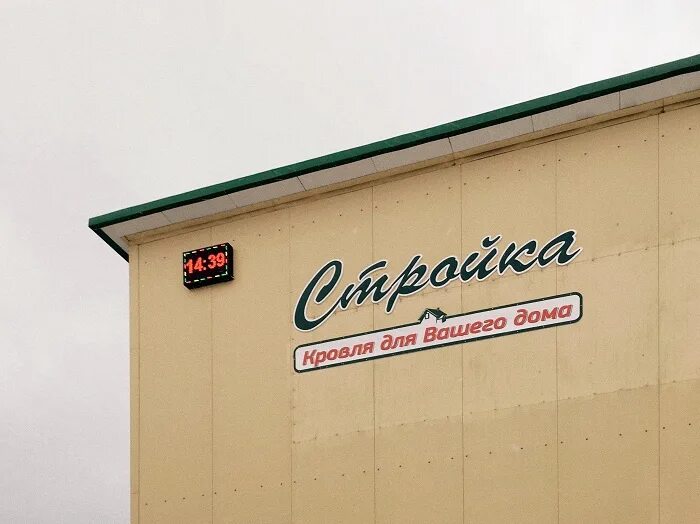 14:39
Стройка
Кровля для Вашего дома